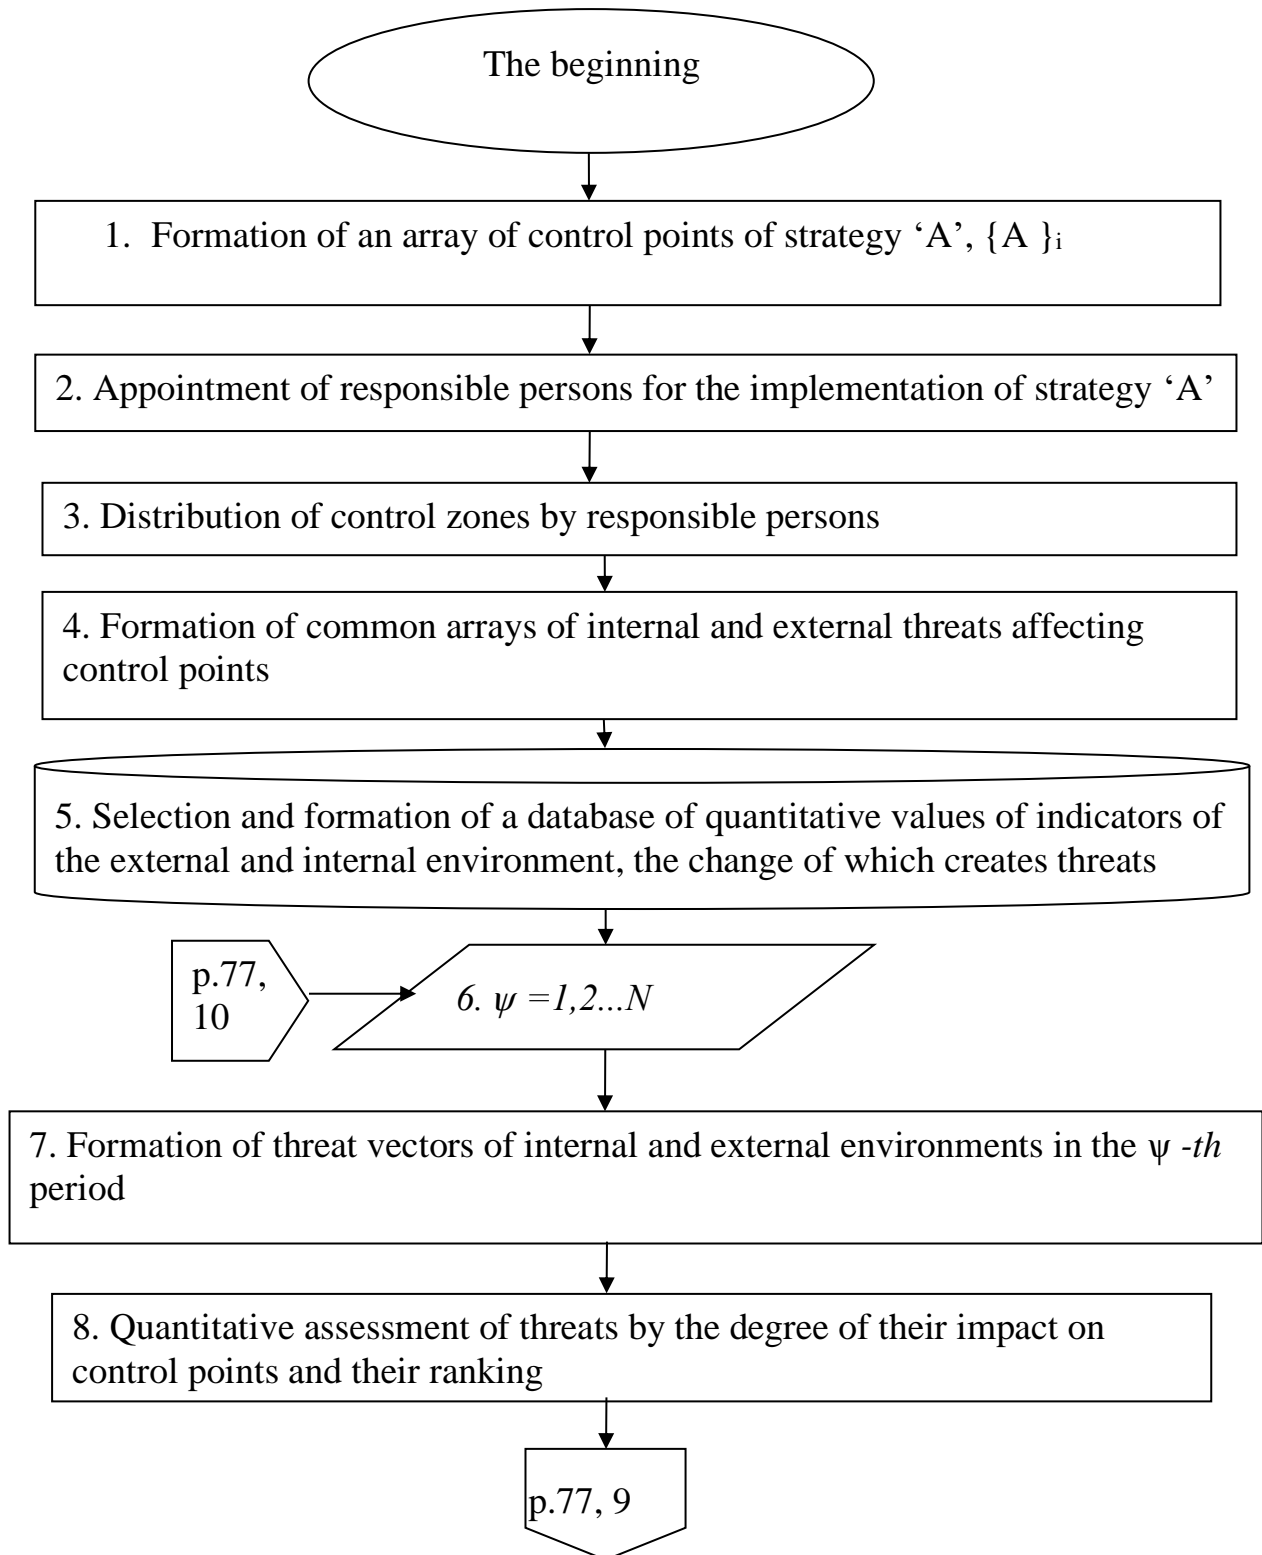 The beginning
1. Formation of an array of control points of strategy ‘A’, {A }i
2. Appointment of responsible persons for the implementation of strategy ‘A’
3. Distribution of control zones by responsible persons
4. Formation of common arrays of internal and external threats affecting
control points
5. Selection and formation of a database of quantitative values of indicators of
the external and internal environment, the change of which creates threats
p.77,
10
6. ψ =1,2...N
7. Formation of threat vectors of internal and external environments in the ψ -th
period
8. Quantitative assessment of threats by the degree of their impact on
control points and their ranking
p.77, 9